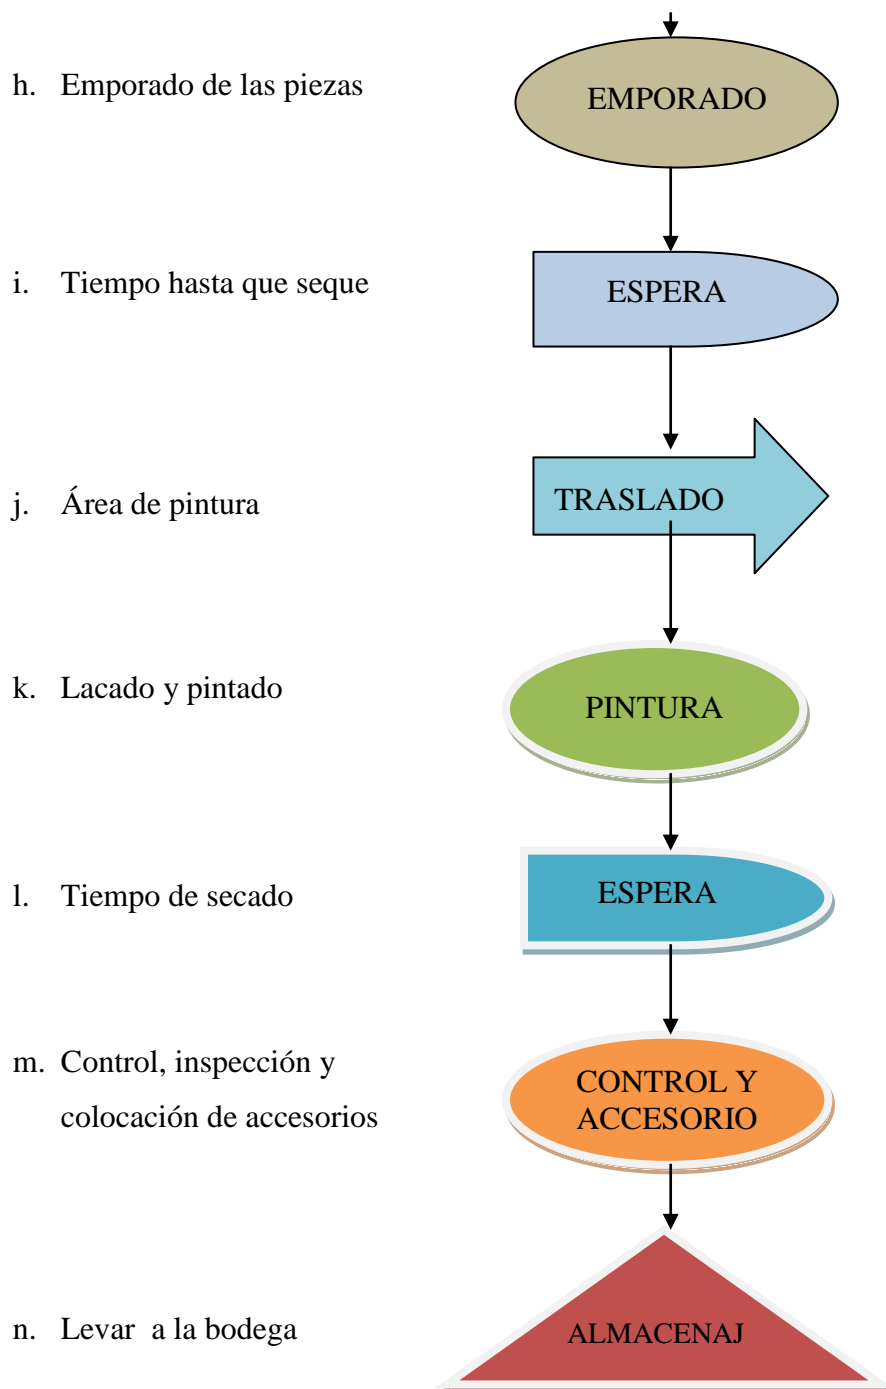 h. Emporado de las piezas
EMPORADO
i. Tiempo hasta que seque
ESPERA
j. Área de pintura
TRASLADO
k. Lacado y pintado
PINTURA
l. Tiempo de secado
ESPERA
m. Control, inspección y
colocación de accesorios
CONTROL Y
ACCESORIO
n. Levar a la bodega
ALMACENAJ